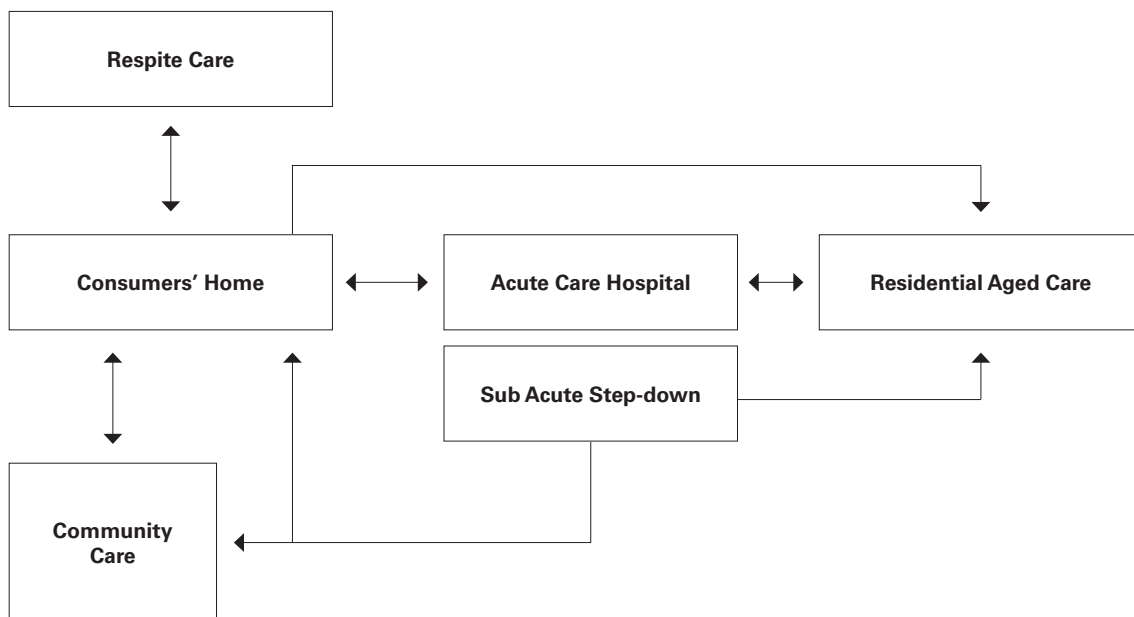 Respite Care
Consumers’ Home
Acute Care Hospital
Residential Aged Care
Sub Acute Step-down
Community
Care